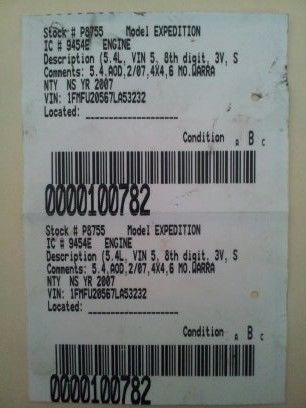 Stock # P8755 Model EXPEDITION
IC # 9454E ENGINE
Description (5.4L, VIN 5, 8th digit, 3V, S
Comments: 5.4,AOD,2/07,4X4,6 MO.WARRA
NTY NS YR 2007
VIN: 1FMFU20567LA53232
Located: ____________________
Condition A B C
0000100782
Stock # P8755 Model EXPEDITION
IC # 9454E ENGINE
Description (5.4L, VIN 5, 8th digit, 3V, S
Comments: 5.4,AOD,2/07,4X4,6 MO.WARRA
NTY NS YR 2007
VIN: 1FMFU20567LA53232
Located: ____________________
Condition A B C
0000100782